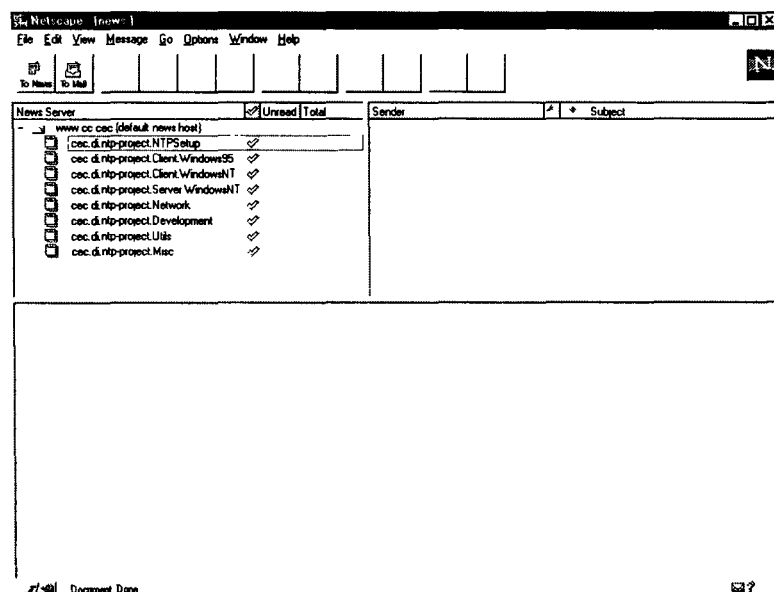 Netscape [news]
File Edit View Message Go Options Window Help
To News To Mail
News Server Unread Total Sender Subject
www cc cec (default news host)
cec.di.ntp-project.NTPSetup
cec di ntp-project.Client.Windows95
cec.di.ntp-project.Client.WindowsNT
cec.di.ntp-project.Server WindowsNT
cec.di.ntp-project.Network
cec.di.ntp-project.Development
cec.di.ntp-project.Utils
cec.di.ntp-project.Misc
N
Document Done